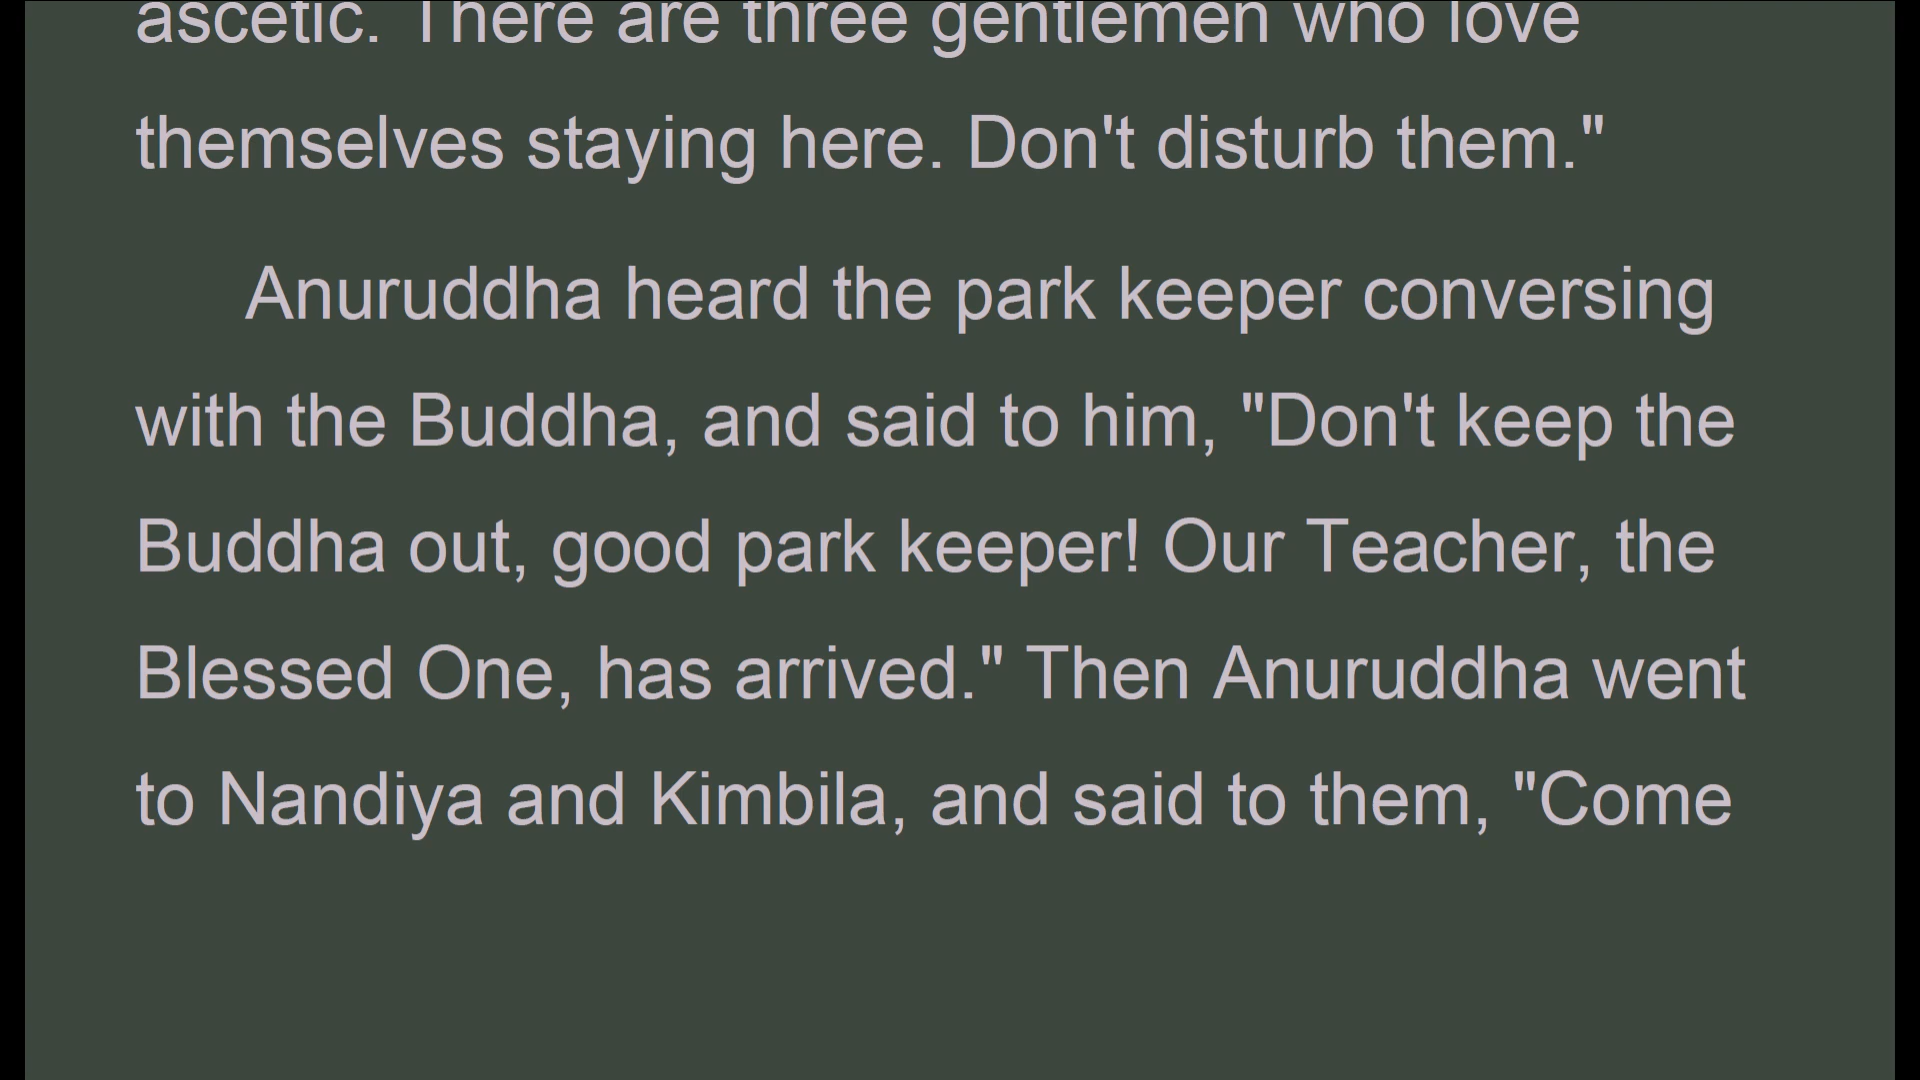 ascetic. There are three gentlemen who love
themselves staying here. Don't disturb them."
Anuruddha heard the park keeper conversing
with the Buddha, and said to him, "Don't keep the
Buddha out, good park keeper! Our Teacher, the
Blessed One, has arrived." Then Anuruddha went
to Nandiya and Kimbila, and said to them, "Come